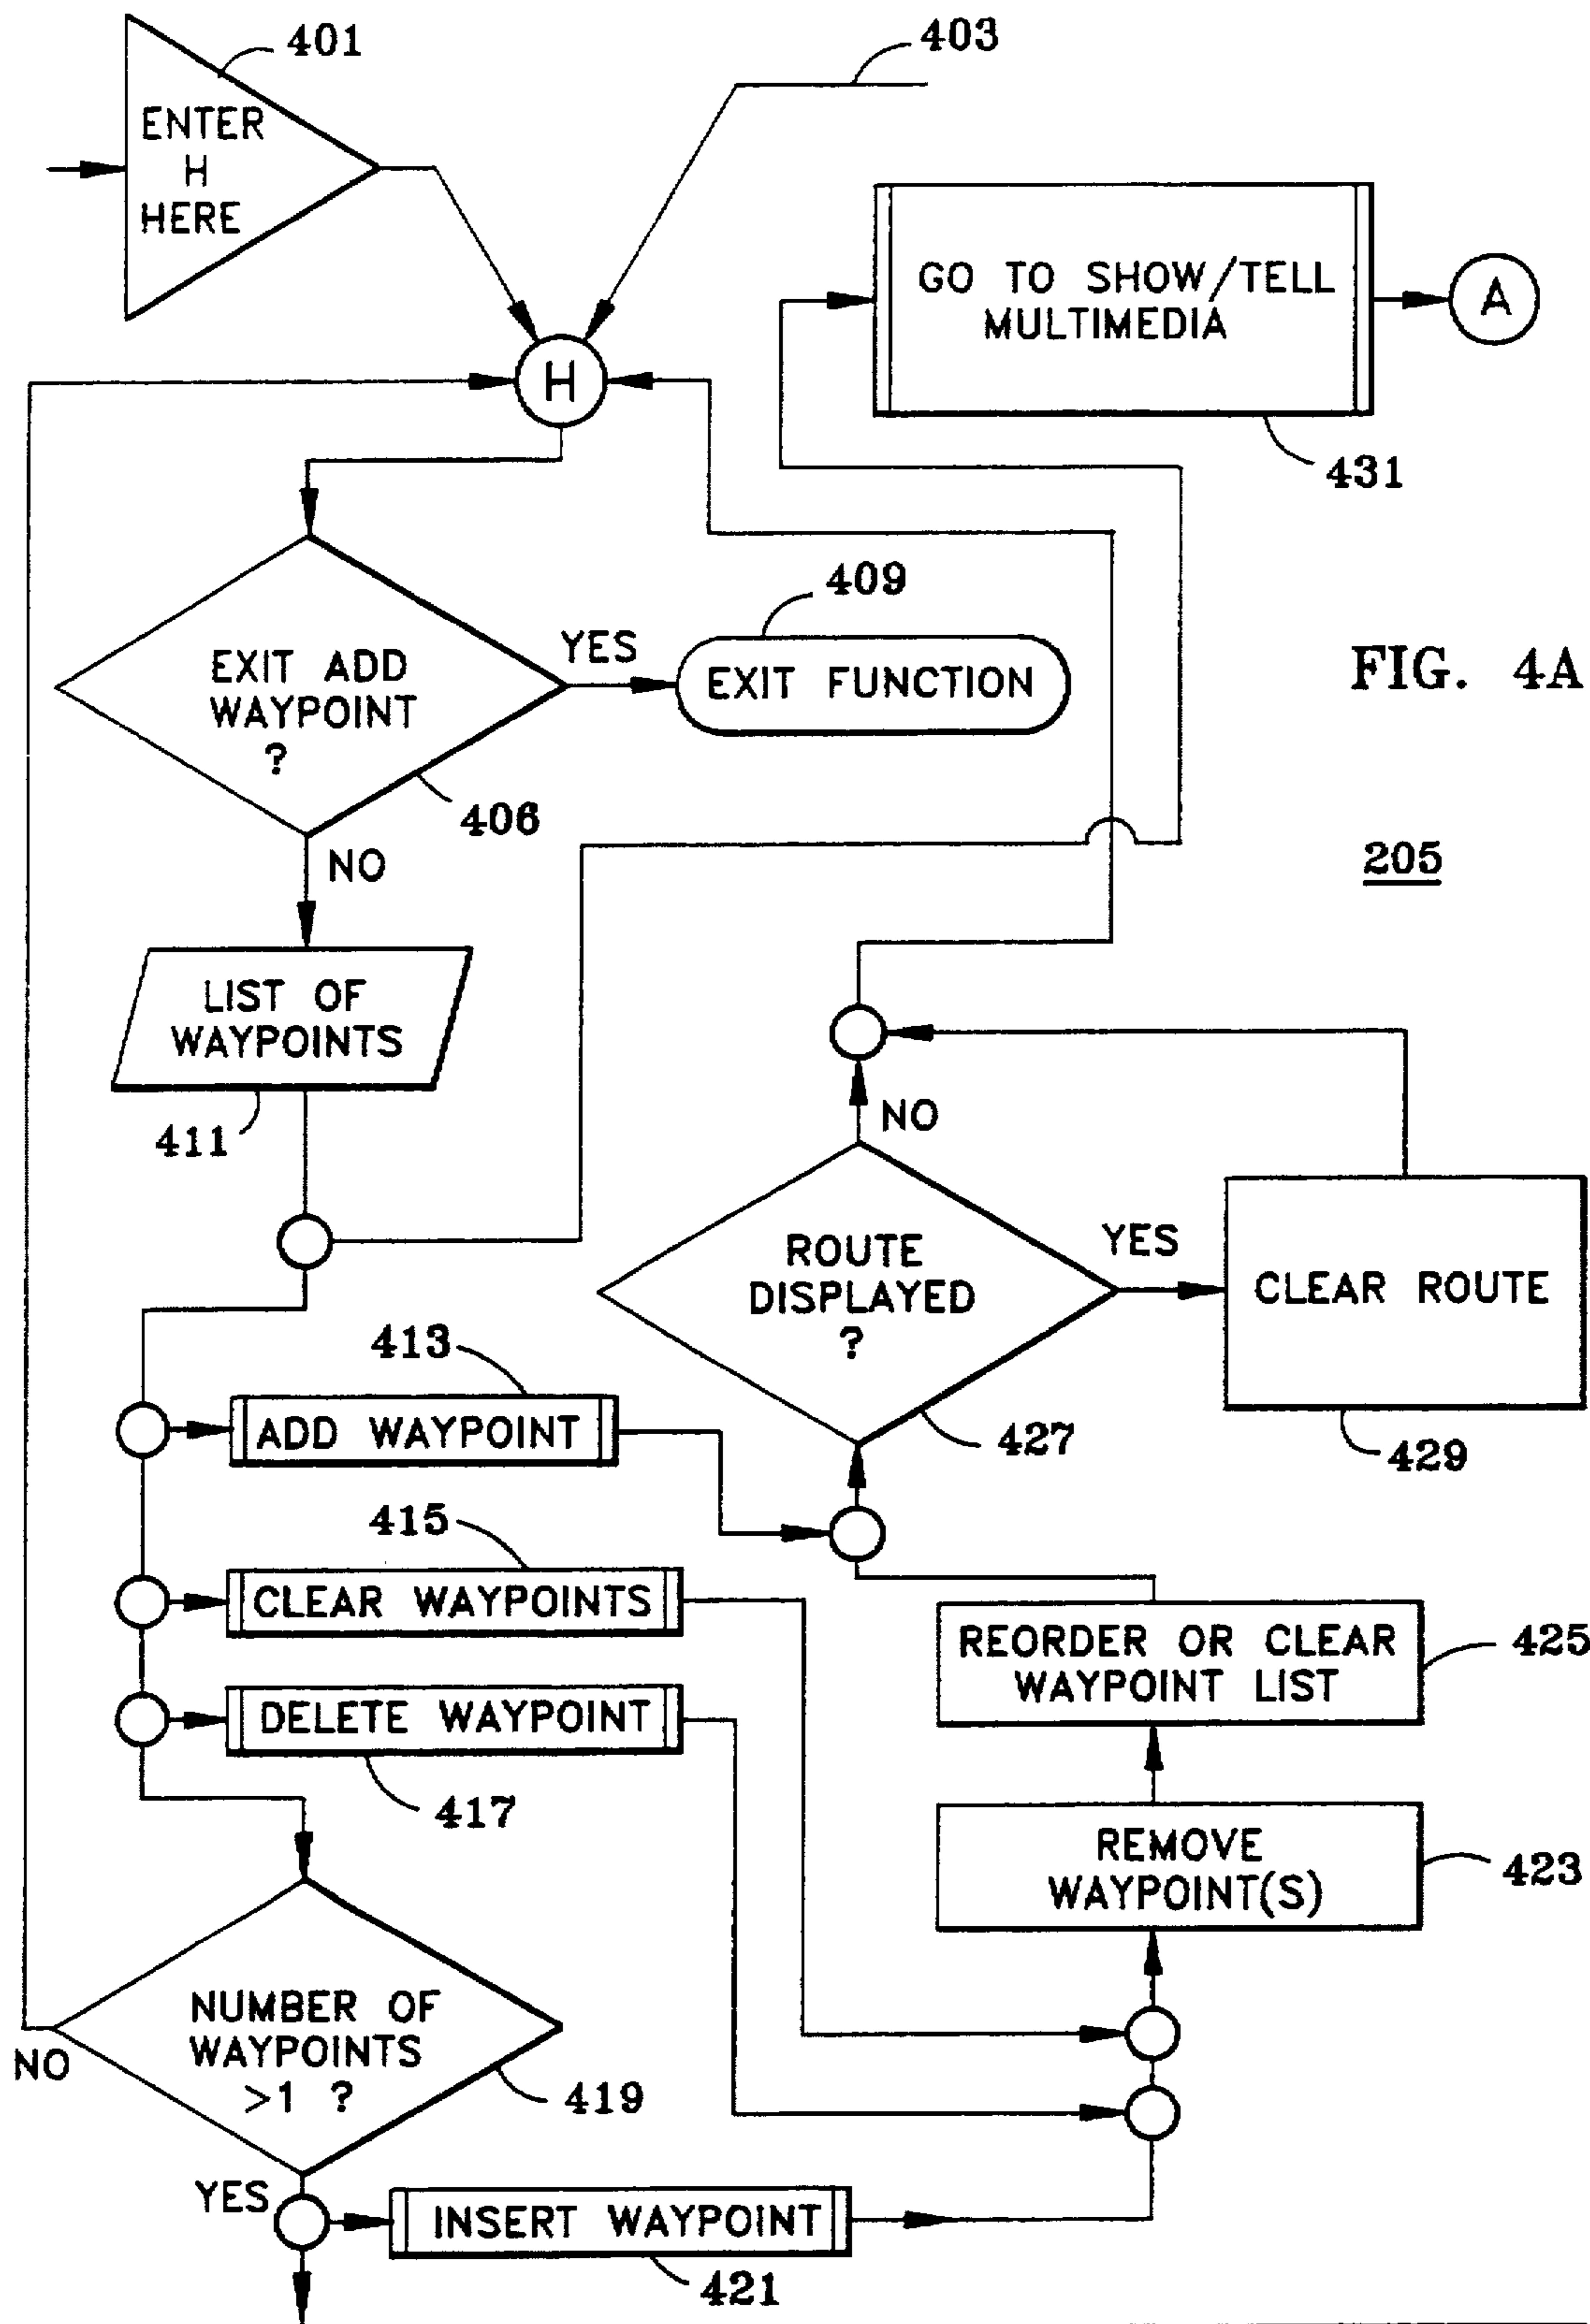 401
403
ENTER
H
HERE
GO TO SHOW/TELL
MULTIMEDIA
A
H
431
409
EXIT ADD
WAYPOINT
?
YES
EXIT FUNCTION
FIG. 4A
406
NO
205
LIST OF
WAYPOINTS
411
NO
ROUTE
DISPLAYED
?
YES
CLEAR ROUTE
413
ADD WAYPOINT
427
429
415
CLEAR WAYPOINTS
REORDER OR CLEAR
WAYPOINT LIST
425
DELETE WAYPOINT
417
REMOVE
WAYPOINT(S)
423
NUMBER OF
WAYPOINTS
>1 ?
NO
419
YES
INSERT WAYPOINT
421